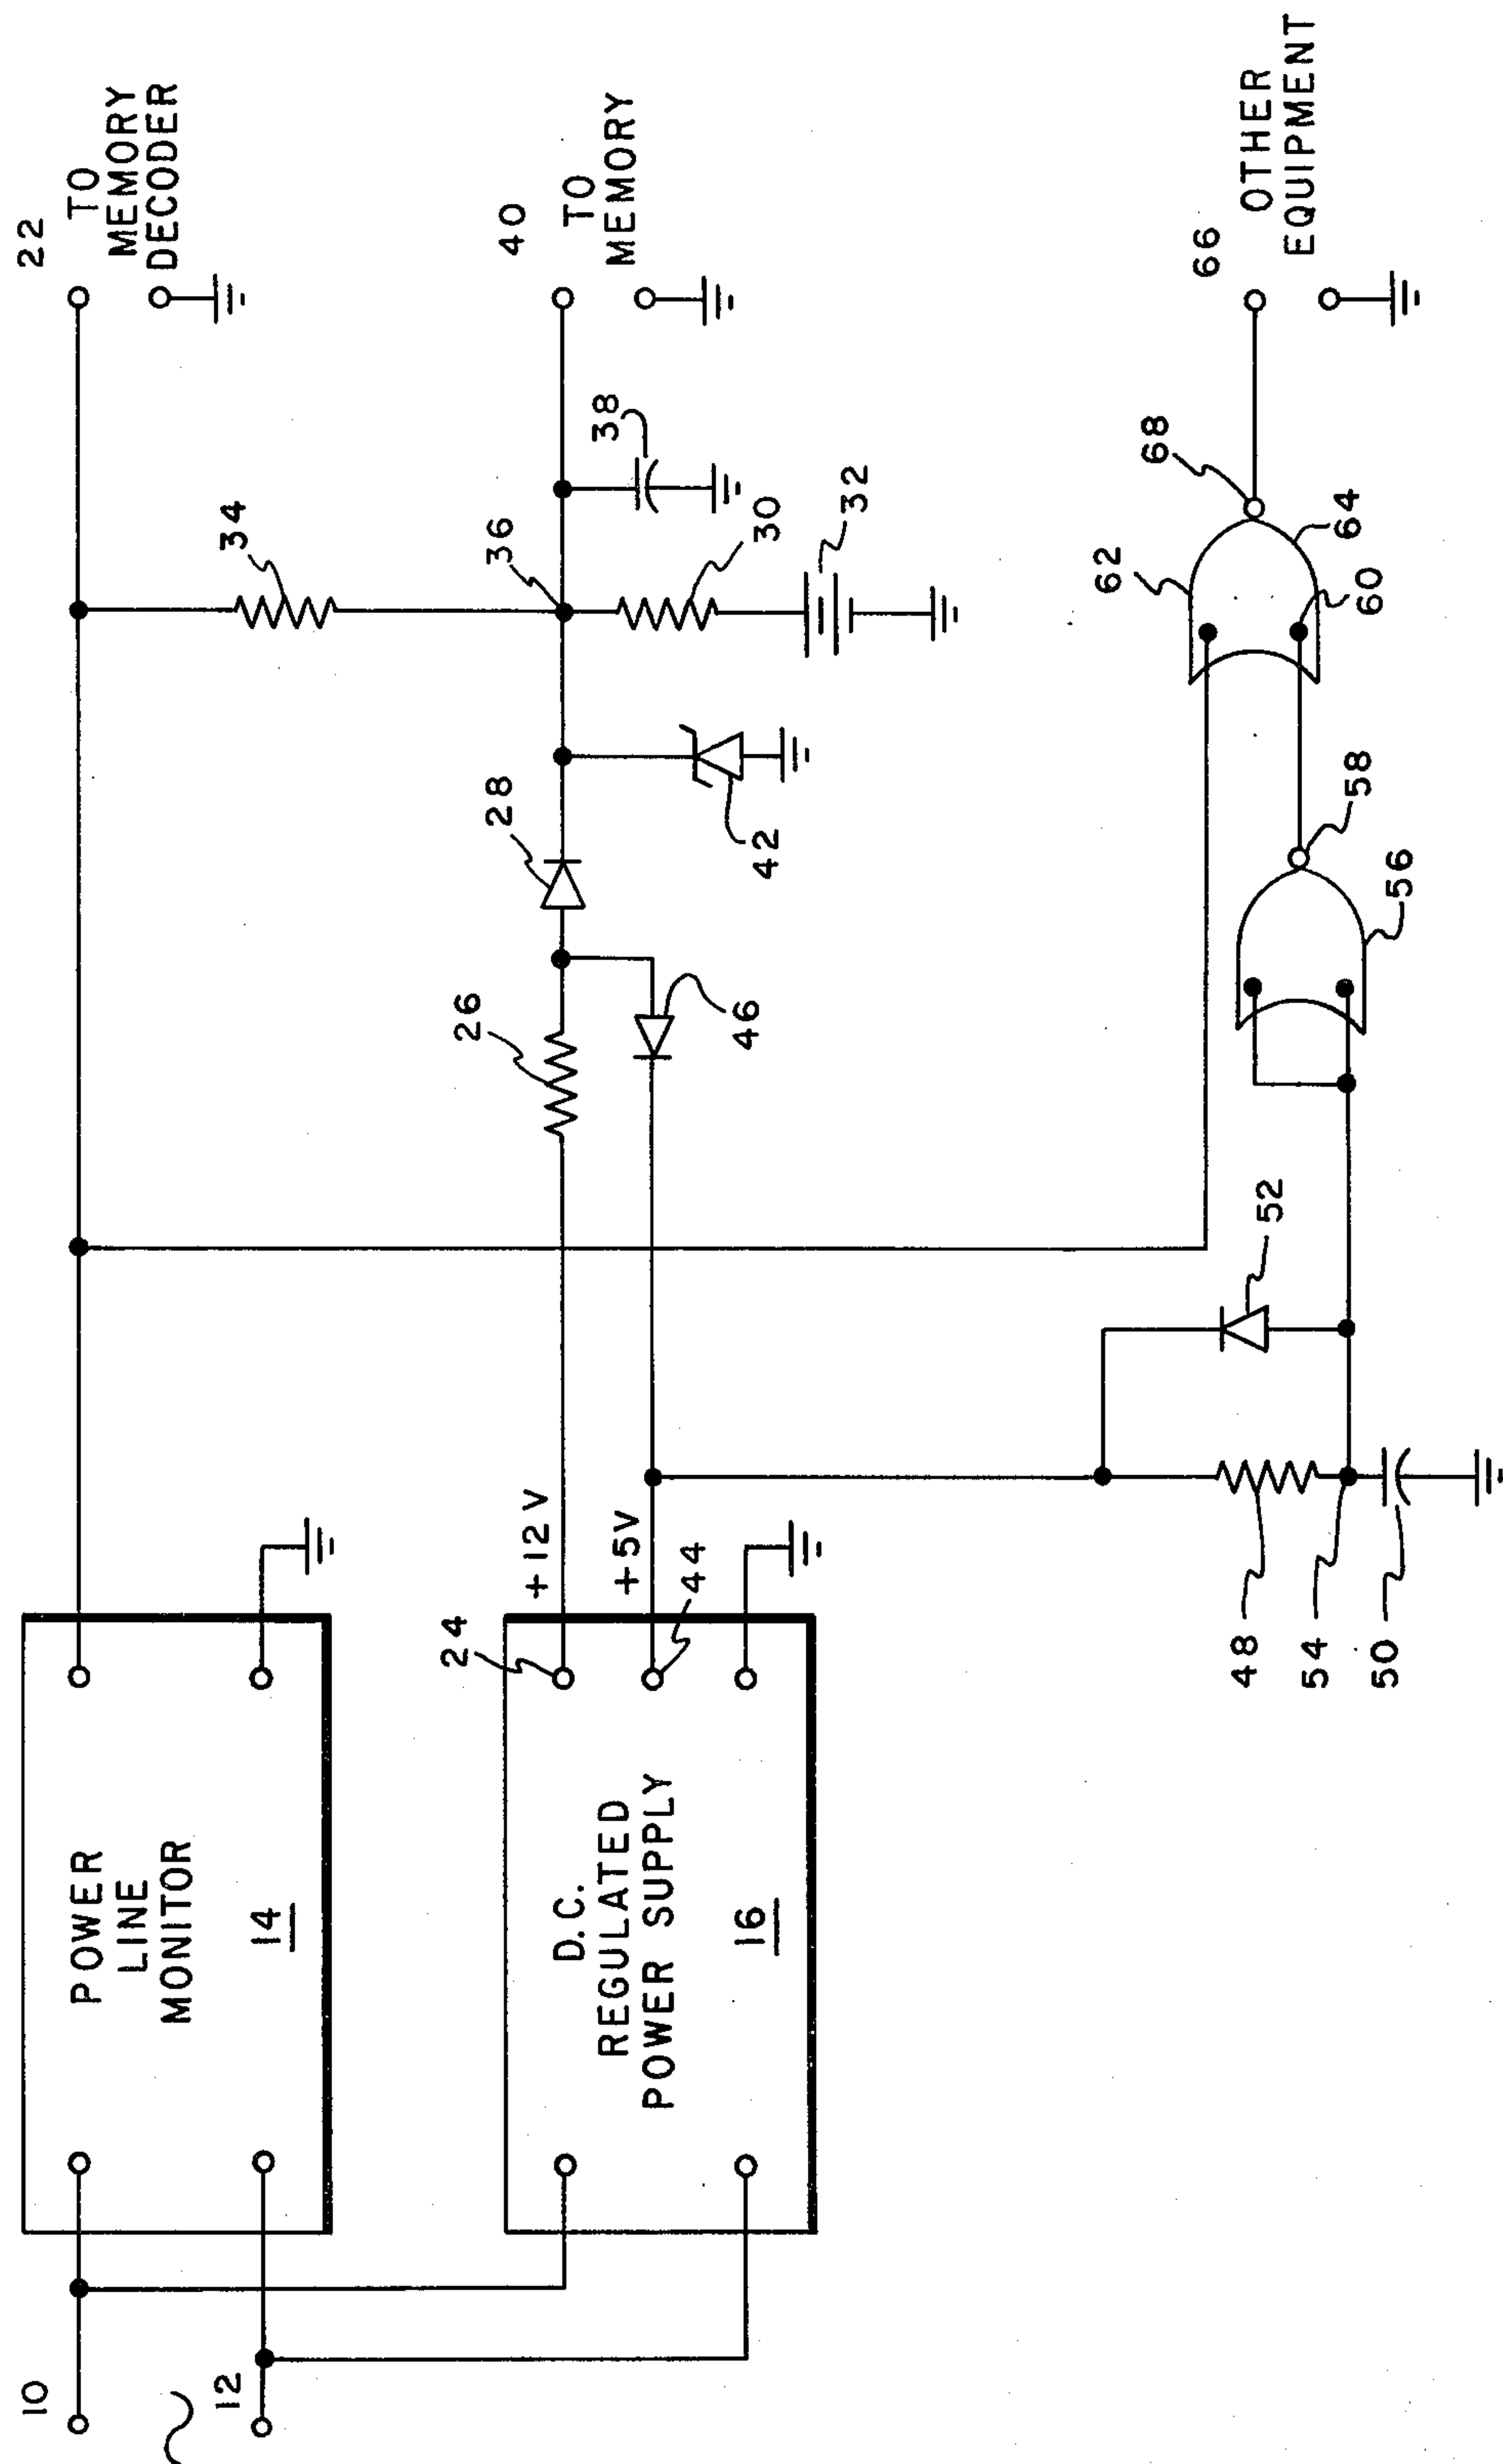 10
12
POWER
LINE
MONITOR
14
D.C.
REGULATED
POWER SUPPLY
16
24
+12V
+5V
44
48
54
50
52
26
46
28
42
36
34
30
32
38
56
58
60
62
64
68
66
22
TO
MEMORY
DECODER
40
TO
MEMORY
OTHER
EQUIPMENT